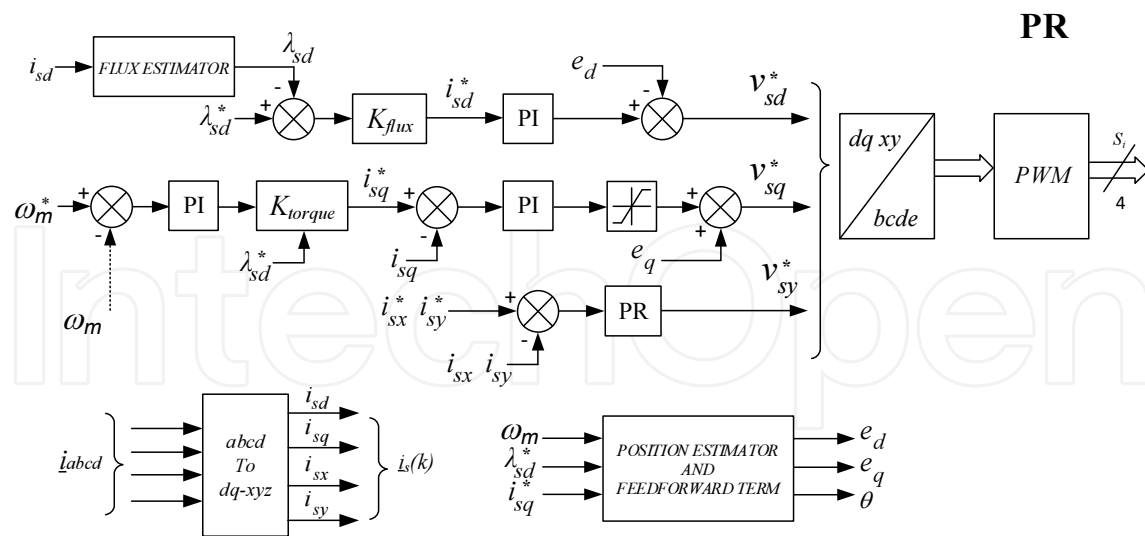 PR
i_sd
FLUX ESTIMATOR
λ_sd
-
+
λ*_sd
K_flux
i*_sd
PI
e_d
-
+
v*_sd
ω_m*
+
-
ω_m
PI
K_torque
λ*_sd
i*_sq
+
-
i_sq
PI
+
+
e_q
v*_sq
i*_sx i*_sy
+
-
i_sx i_sy
PR
v*_sy
dq xy
bcde
PWM
S_i
4
i_abcd
abcd
To
dq-xyz
i_sd
i_sq
i_sx
i_sy
i_s(k)
ω_m
λ*_sd
i*_sq
POSITION ESTIMATOR
AND
FEEDFORWARD TERM
e_d
e_q
θ
IntechOpen